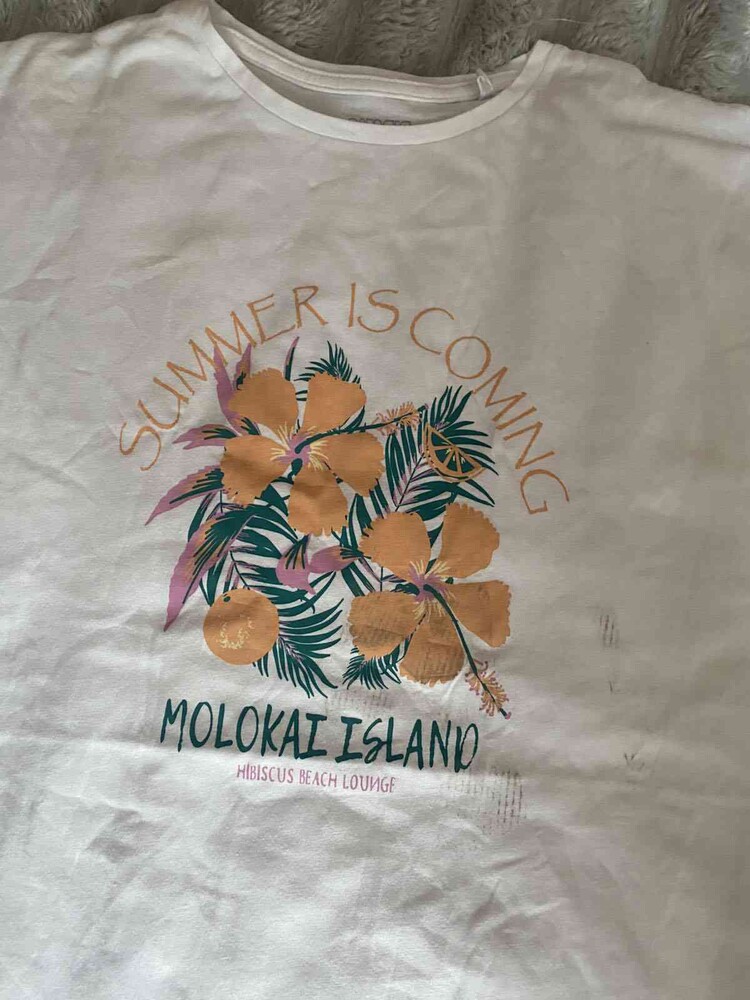 SUMMER IS COMING
MOLOKAI ISLAND
HIBISCUS BEACH LOUNGE